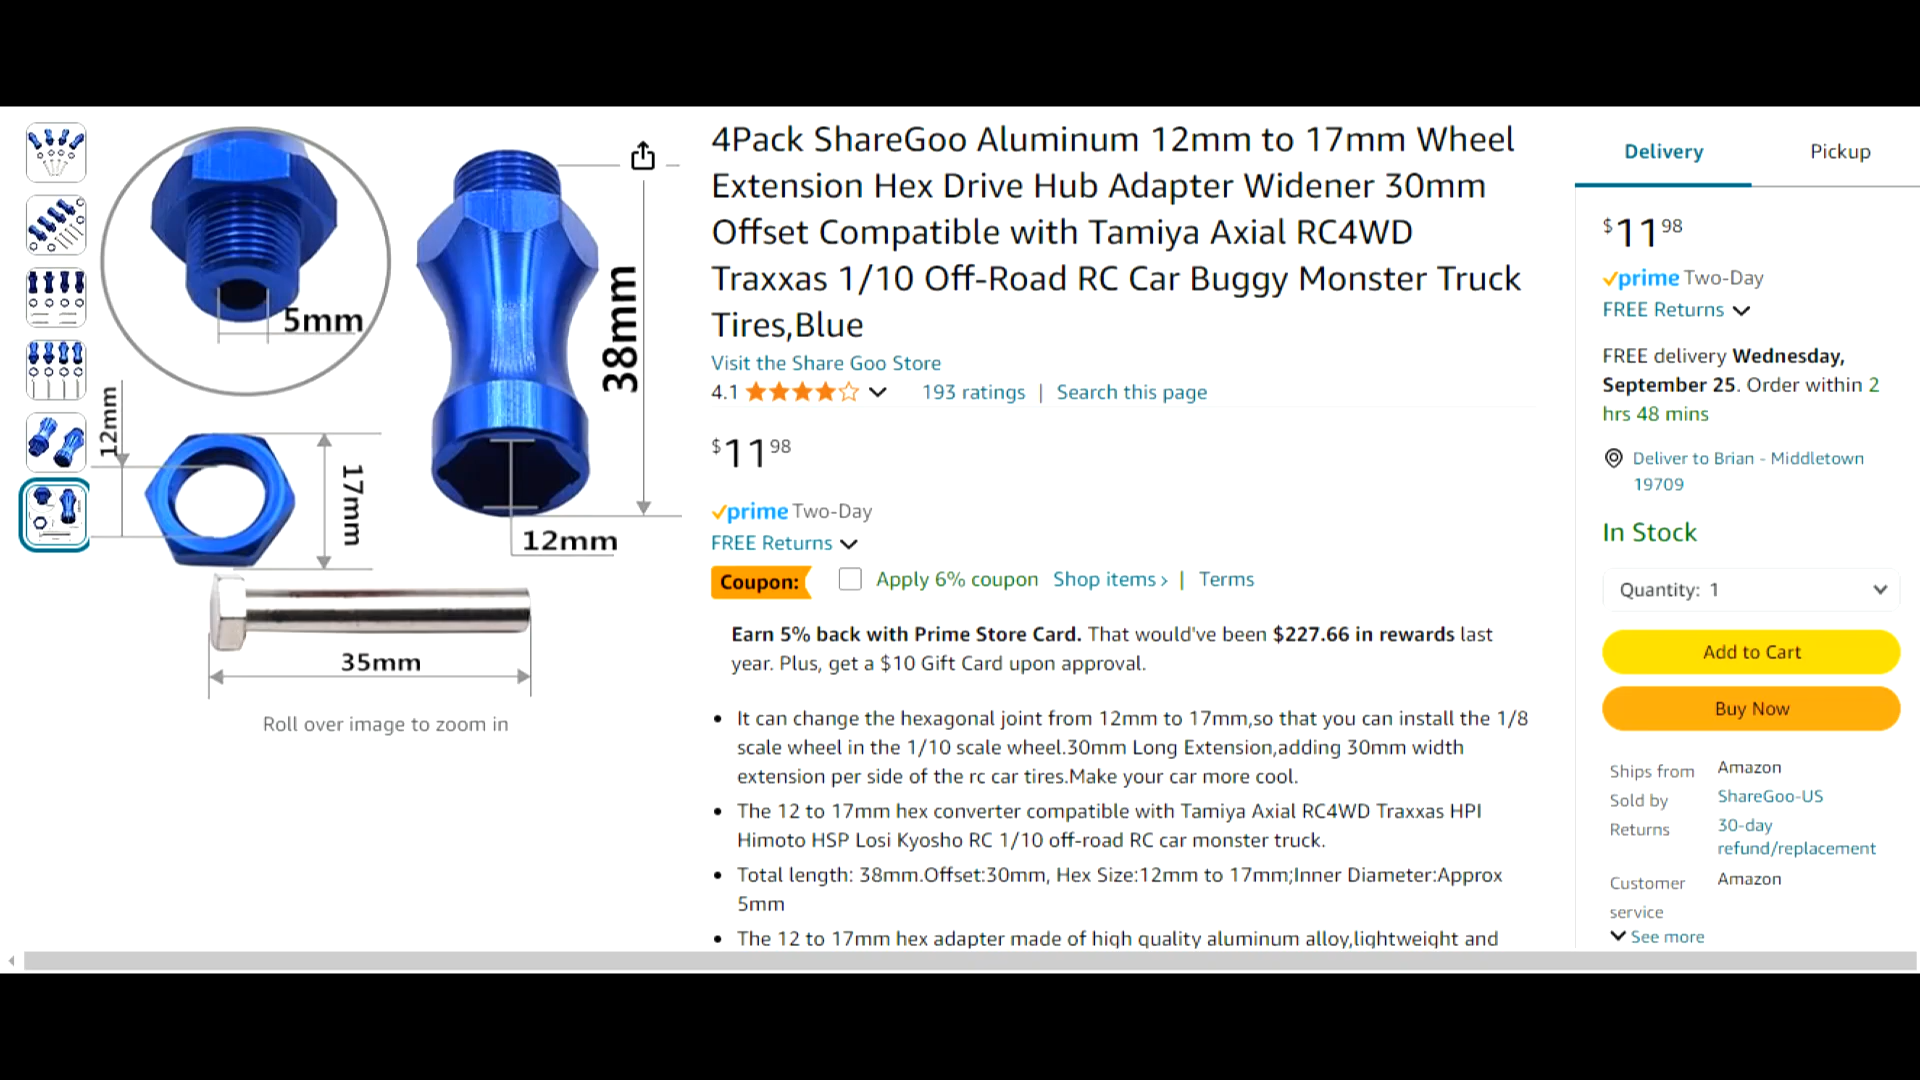 5mm
38mm
12mm
17mm
12mm
35mm
Roll over image to zoom in
4Pack ShareGoo Aluminum 12mm to 17mm Wheel
Extension Hex Drive Hub Adapter Widener 30mm
Offset Compatible with Tamiya Axial RC4WD
Traxxas 1/10 Off-Road RC Car Buggy Monster Truck
Tires,Blue
Visit the Share Goo Store
4.1 193 ratings | Search this page
$11 98
prime Two-Day
FREE Returns
Coupon: Apply 6% coupon Shop items › | Terms
Earn 5% back with Prime Store Card. That would've been $227.66 in rewards last
year. Plus, get a $10 Gift Card upon approval.
• It can change the hexagonal joint from 12mm to 17mm,so that you can install the 1/8
scale wheel in the 1/10 scale wheel.30mm Long Extension,adding 30mm width
extension per side of the rc car tires.Make your car more cool.
• The 12 to 17mm hex converter compatible with Tamiya Axial RC4WD Traxxas HPI
Himoto HSP Losi Kyosho RC 1/10 off-road RC car monster truck.
• Total length: 38mm.Offset:30mm, Hex Size:12mm to 17mm;Inner Diameter:Approx
5mm
• The 12 to 17mm hex adapter made of high quality aluminum alloy,lightweight and
Delivery Pickup
$11 98
prime Two-Day
FREE Returns
FREE delivery Wednesday,
September 25. Order within 2
hrs 48 mins
Deliver to Brian - Middletown
19709
In Stock
Quantity: 1
Add to Cart
Buy Now
Ships from Amazon
Sold by ShareGoo-US
Returns 30-day
refund/replacement
Customer Amazon
service
See more